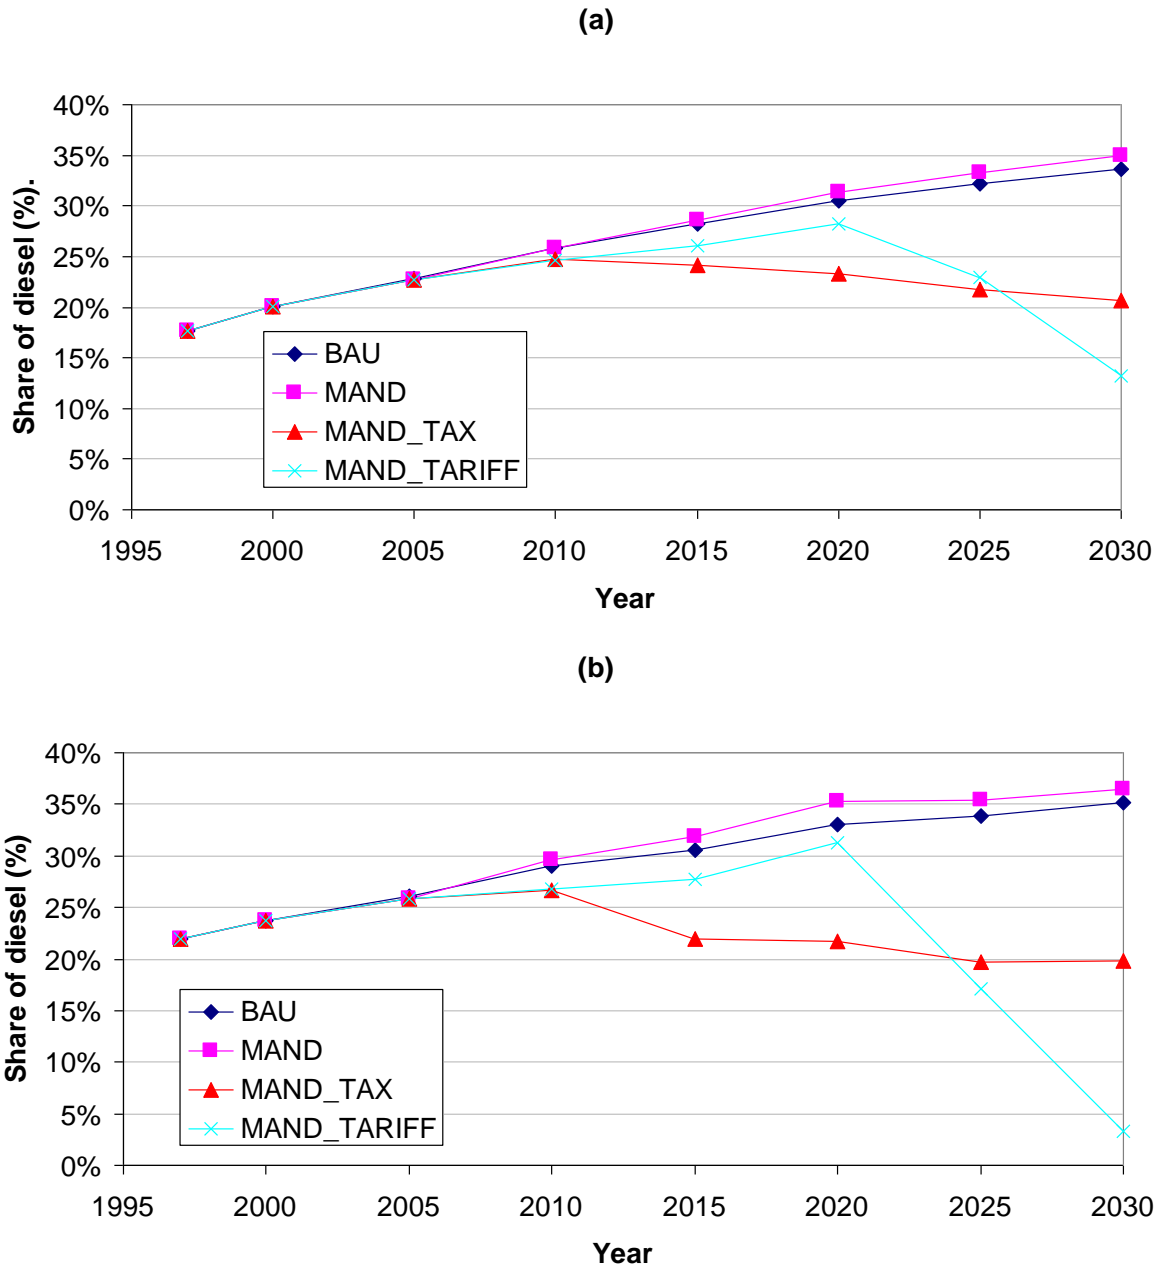 (a)
40%
35%
30%
25%
20%
15%
10%
5%
0%
Share of diesel (%).
BAU
MAND
MAND_TAX
MAND_TARIFF
1995 2000 2005 2010 2015 2020 2025 2030
Year
(b)
40%
35%
30%
25%
20%
15%
10%
5%
0%
Share of diesel (%)
BAU
MAND
MAND_TAX
MAND_TARIFF
1995 2000 2005 2010 2015 2020 2025 2030
Year